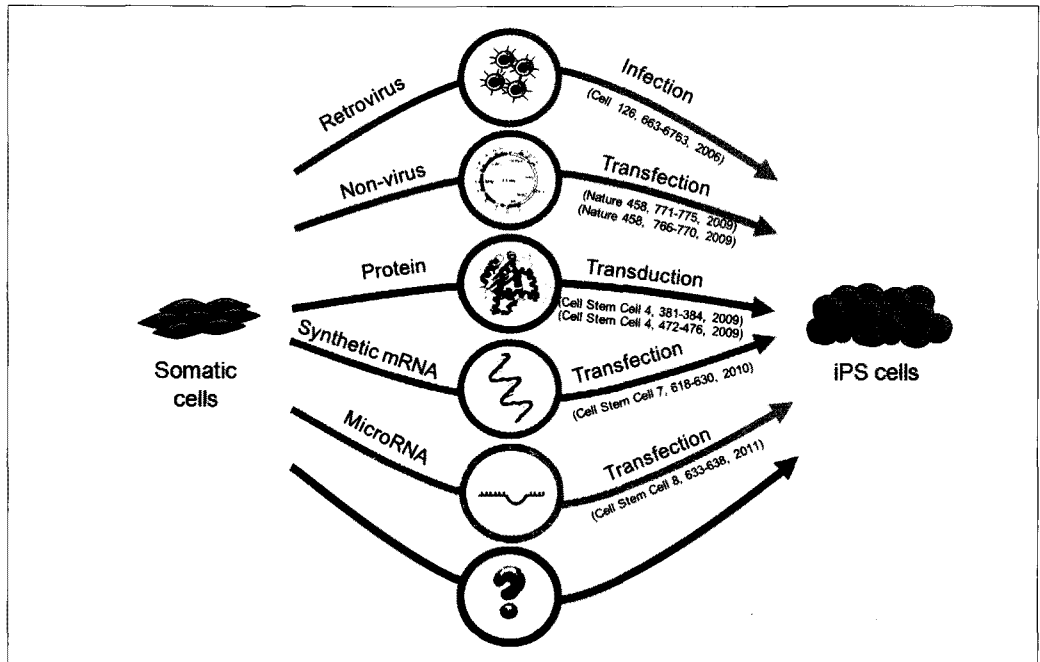 Retrovirus
Infection
(Cell 126, 663-6763, 2006)
Non-virus
Transfection
(Nature 458, 771-775, 2009)
(Nature 458, 766-770, 2009)
Protein
Transduction
(Cell Stem Cell 4, 381-384, 2009)
(Cell Stem Cell 4, 472-476, 2009)
Somatic
cells
iPS cells
Synthetic mRNA
Transfection
(Cell Stem Cell 7, 618-630, 2010)
MicroRNA
Transfection
(Cell Stem Cell 8, 633-638, 2011)
?